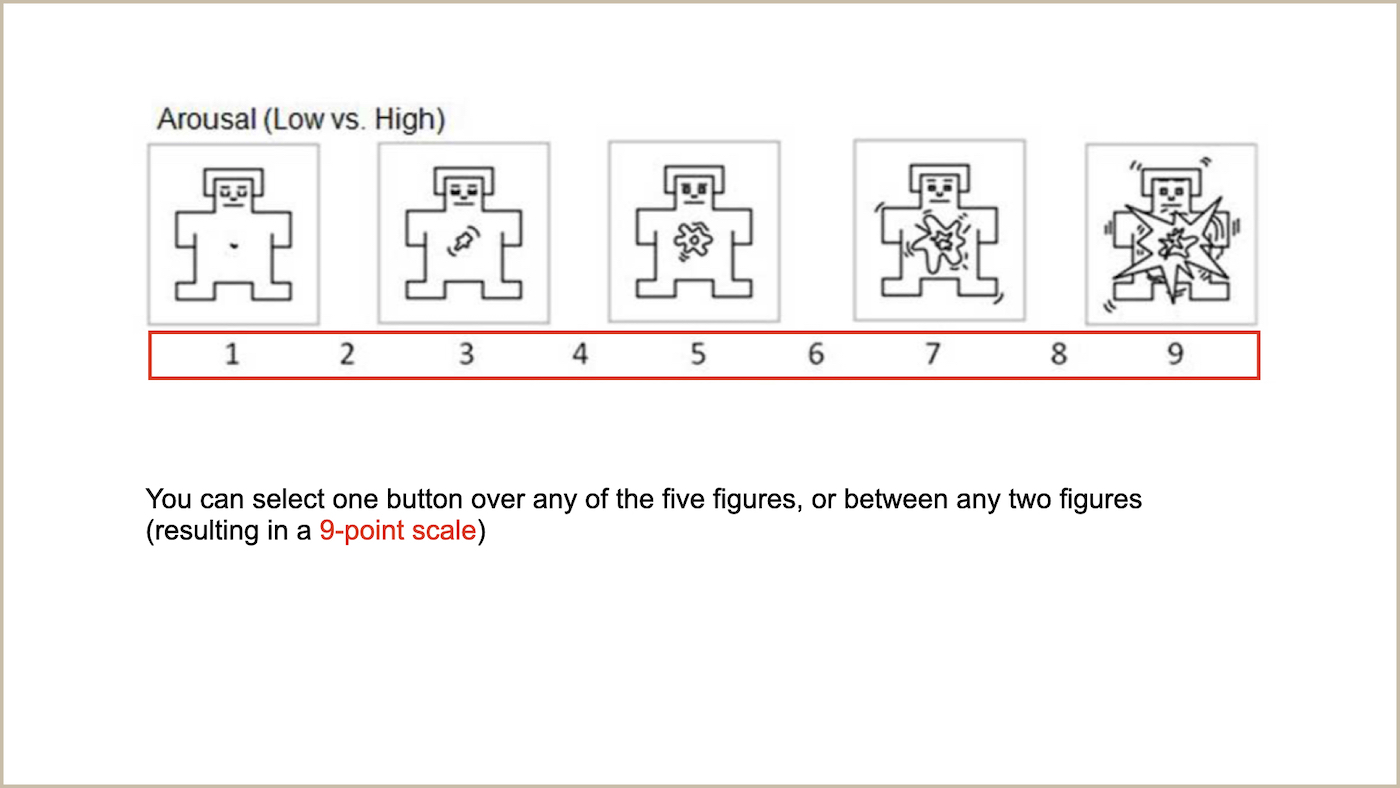 Arousal (Low vs. High)
1 2 3 4 5 6 7 8 9
You can select one button over any of the five figures, or between any two figures
(resulting in a 9-point scale)